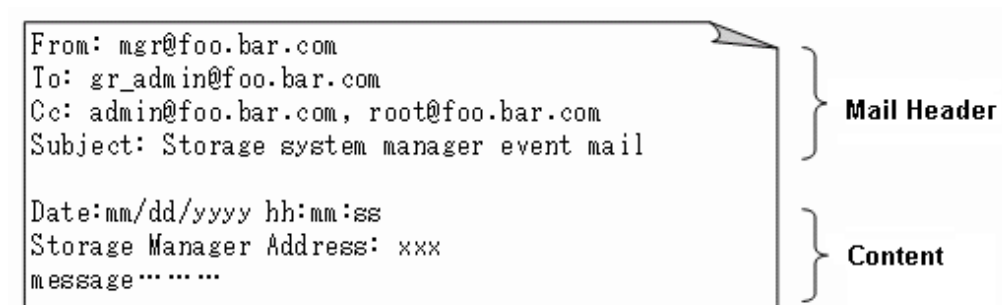 From: mgr@foo.bar.com
To: gr_admin@foo.bar.com
Cc: admin@foo.bar.com, root@foo.bar.com
Subject: Storage system manager event mail
Mail Header
Date:mm/dd/yyyy hh:mm:ss
Storage Manager Address: xxx
message………
Content